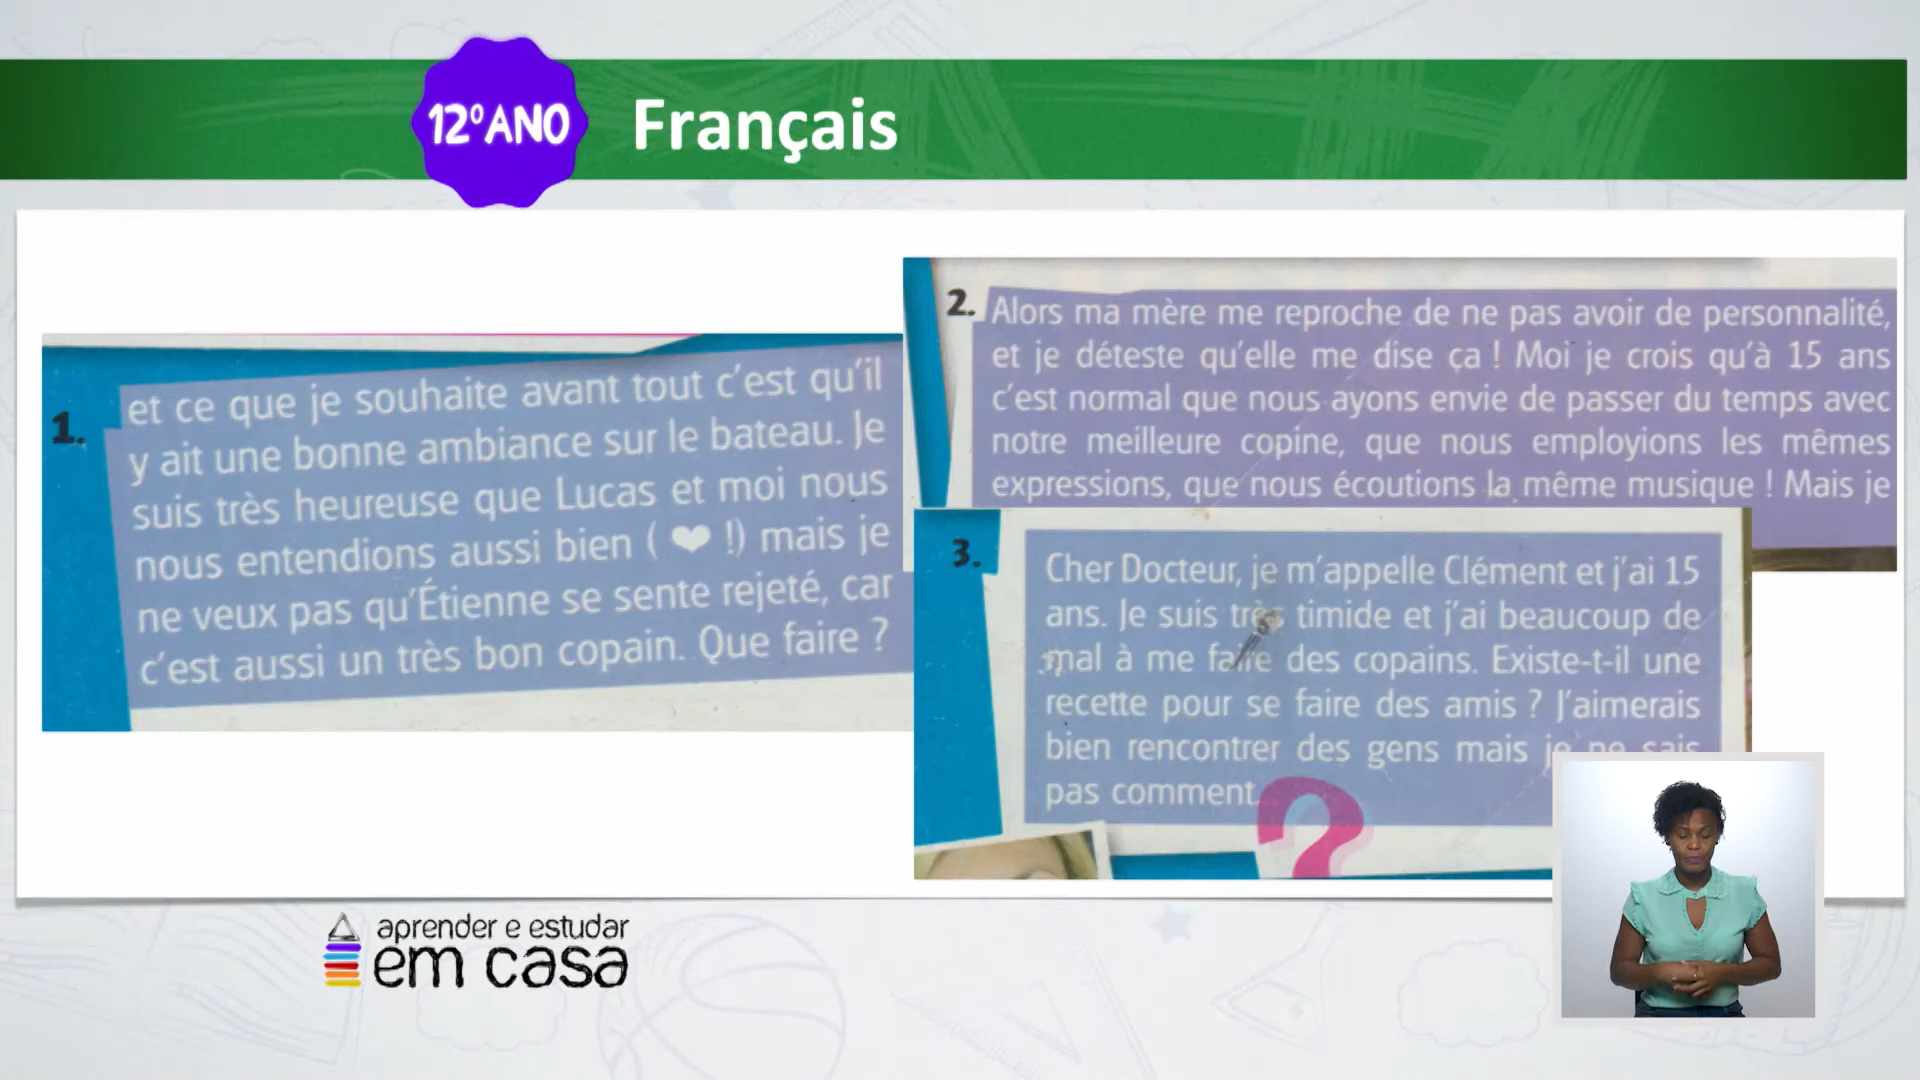 12º ANO
Français
1.
et ce que je souhaite avant tout c'est qu'il
y ait une bonne ambiance sur le bateau. Je
suis très heureuse que Lucas et moi nous
nous entendions aussi bien ( ❤ !) mais je
ne veux pas qu'Étienne se sente rejeté, car
c'est aussi un très bon copain. Que faire ?
2.
Alors ma mère me reproche de ne pas avoir de personnalité,
et je déteste qu'elle me dise ça ! Moi je crois qu'à 15 ans
c'est normal que nous ayons envie de passer du temps avec
notre meilleure copine, que nous employions les mêmes
expressions, que nous écoutions la même musique ! Mais je
3.
Cher Docteur, je m'appelle Clément et j'ai 15
ans. Je suis très timide et j'ai beaucoup de
mal à me faire des copains. Existe-t-il une
recette pour se faire des amis ? J'aimerais
bien rencontrer des gens mais je ne sais
pas comment
?
aprender e estudar
em casa